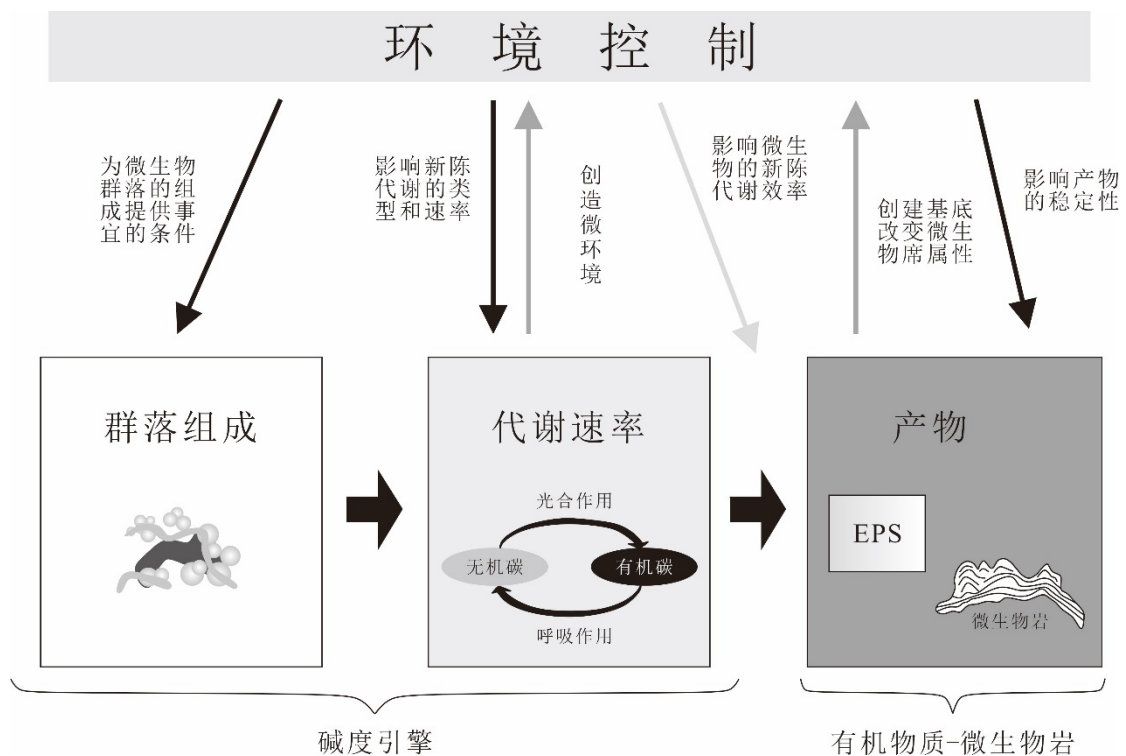 环境控制
为微生物
群落的组
成提供事
宜的条件
影响新陈
代谢的类
型和速率
创造微环境
影响微生
物的新陈
代谢效率
创建基底
改变微生
物席属性
影响产物
的稳定性
群落组成
代谢速率
光合作用
无机碳
有机碳
呼吸作用
产物
EPS
微生物岩
碱度引擎
有机物质-微生物岩